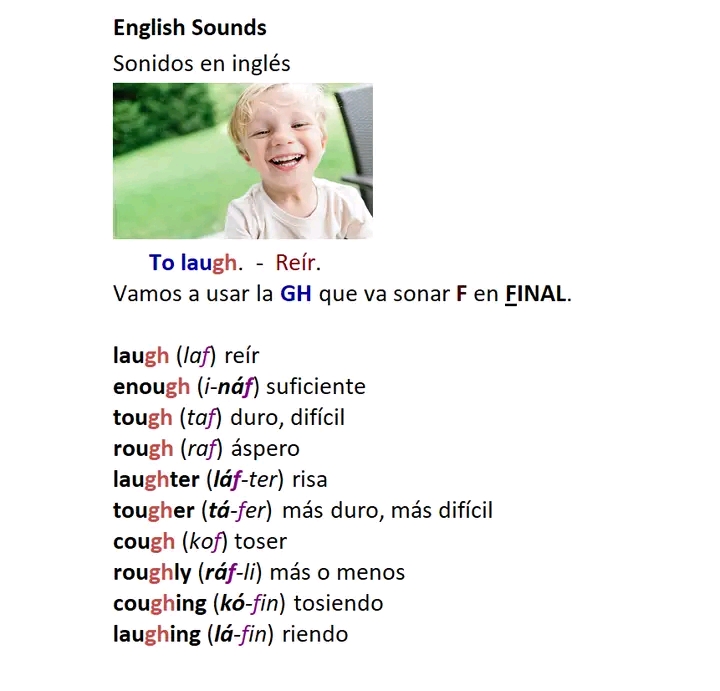 English Sounds
Sonidos en inglés
To laugh. - Reír.
Vamos a usar la GH que va sonar F en FINAL.
laugh (laf) reír
enough (i-náf) suficiente
tough (taf) duro, difícil
rough (raf) áspero
laughter (láf-ter) risa
tougher (tá-fer) más duro, más difícil
cough (kof) toser
roughly (ráf-li) más o menos
coughing (kó-fin) tosiendo
laughing (lá-fin) riendo